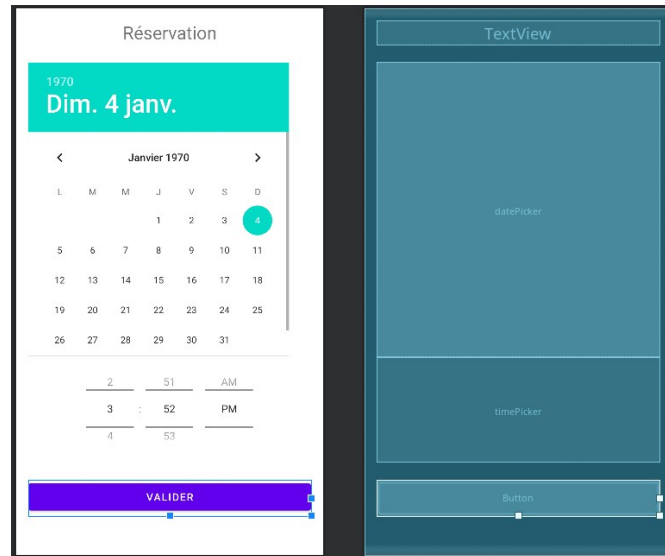 Réservation
1970
Dim. 4 janv.
Janvier 1970
L M M J V S D
1 2 3 4
5 6 7 8 9 10 11
12 13 14 15 16 17 18
19 20 21 22 23 24 25
26 27 28 29 30 31
2 51 AM
3 : 52 PM
4 53
VALIDER
TextView
datePicker
timePicker
Button